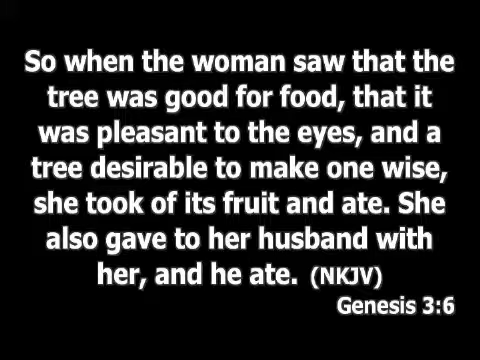 So when the woman saw that the
tree was good for food, that it
was pleasant to the eyes, and a
tree desirable to make one wise,
she took of its fruit and ate. She
also gave to her husband with
her, and he ate. (NKJV)
Genesis 3:6